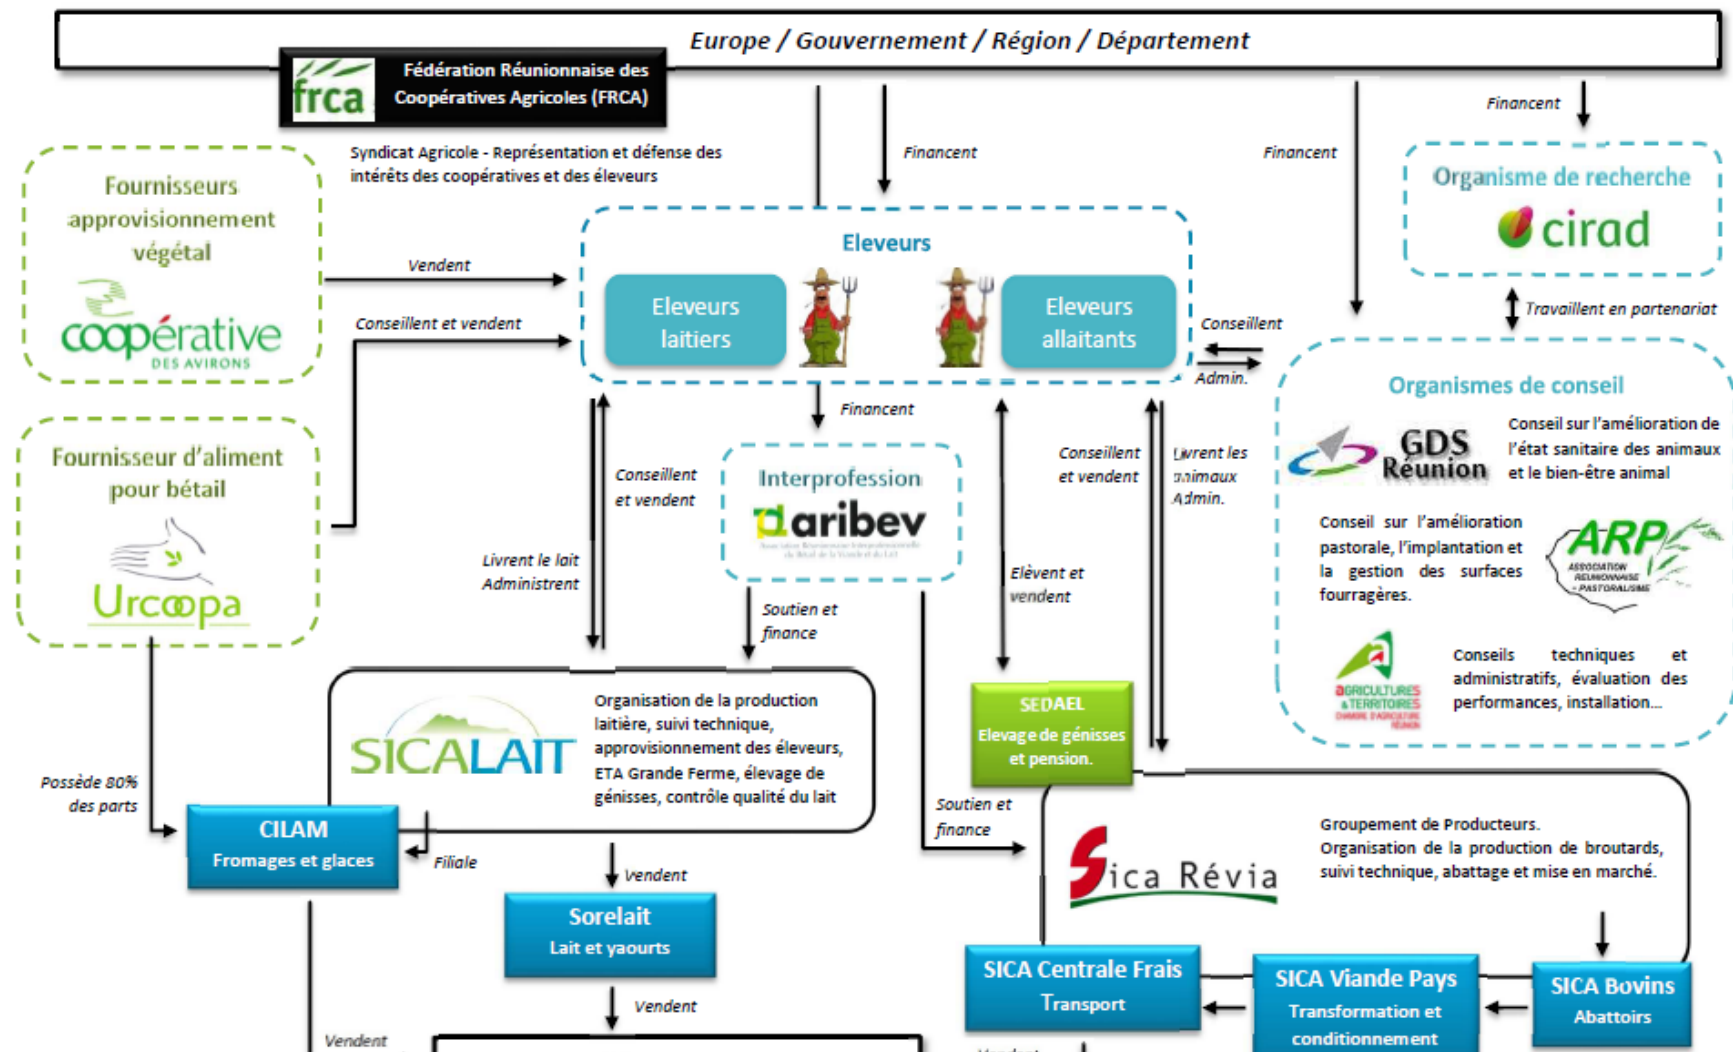 Europe / Gouvernement / Région / Département
frca
Fédération Réunionnaise des
Coopératives Agricoles (FRCA)
Syndicat Agricole - Représentation et défense des
intérêts des coopératives et des éleveurs
Financent
Financent
Financent
Organisme de recherche
cirad
Travaillent en partenariat
Fournisseurs
approvisionnement
végétal
coopérative
DES AVIRONS
Vendent
Conseillent et vendent
Eleveurs
Eleveurs
laitiers
Eleveurs
allaitants
Conseillent
Admin.
Fournisseur d'aliment
pour bétail
Urcoopa
Financent
Interprofession
aribev
Conseillent
et vendent
Livrent le lait
Administrent
Soutien et
finance
Conseillent
et vendent
Livrent les
animaux
Admin.
Elèvent et
vendent
Organismes de conseil
GDS
Réunion
Conseil sur l'amélioration de
l'état sanitaire des animaux
et le bien-être animal
Conseil sur l'amélioration
pastorale, l'implantation et
la gestion des surfaces
fourragères.
ARP
ASSOCIATION
REUNIONNAISE
PASTORALISME
AGRICULTURES
& TERRITOIRES
CHAMBRE D'AGRICULTURE
RÉUNION
Conseils techniques et
administratifs, évaluation des
performances, installation...
SICALAIT
Organisation de la production
laitière, suivi technique,
approvisionnement des éleveurs,
ETA Grande Ferme, élevage de
génisses, contrôle qualité du lait
SEDAEL
Elevage de génisses
et pension.
Possède 80%
des parts
CILAM
Fromages et glaces
Filiale
Vendent
Soutien et
finance
Sica Révia
Groupement de Producteurs.
Organisation de la production de broutards,
suivi technique, abattage et mise en marché.
Sorelait
Lait et yaourts
SICA Centrale Frais
Transport
SICA Viande Pays
Transformation et
conditionnement
SICA Bovins
Abattoirs
Vendent
Vendent